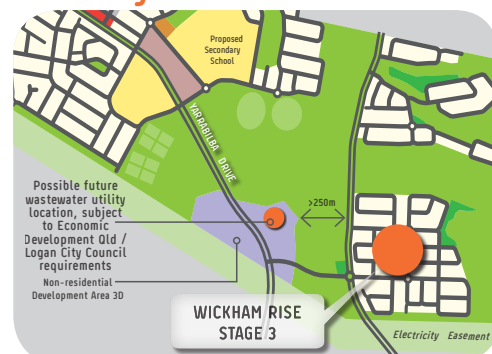 Proposed
Secondary
School
YARRABILBA DRIVE
Possible future
wastewater utility
location, subject
to Economic
Development Qld /
Logan City Council
requirements
>250m
Non-residential
Development Area 3D
WICKHAM RISE
STAGE 3
Electricity Easement